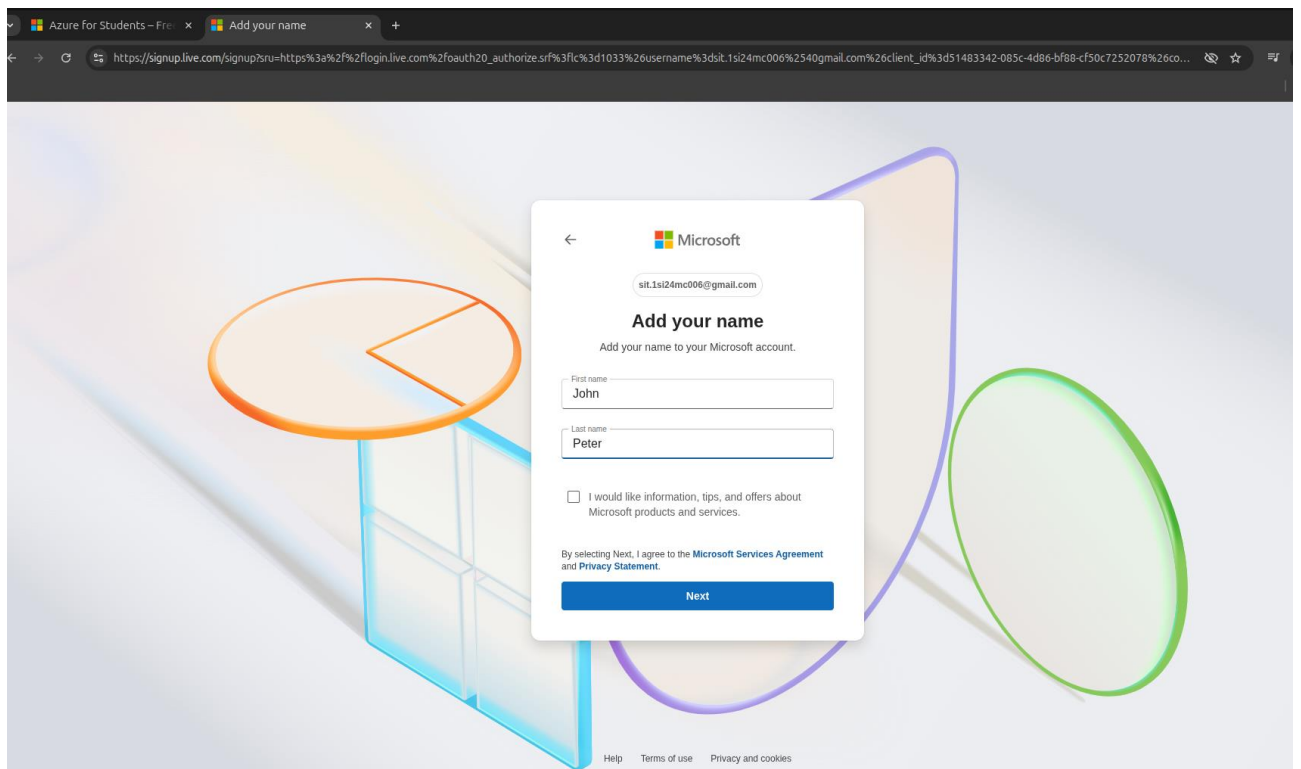 Azure for Students – Fre
Add your name
https://signup.live.com/signup?sru=https%3a%2f%2flogin.live.com%2foauth20_authorize.srf%3flc%3d1033%26username%3dsit.1si24mc006%2540gmail.com%26client_id%3d51483342-085c-4d86-bf88-cf50c7252078%26co...
Microsoft
sit.1si24mc006@gmail.com
Add your name
Add your name to your Microsoft account.
First name
John
Last name
Peter
I would like information, tips, and offers about
Microsoft products and services.
By selecting Next, I agree to the Microsoft Services Agreement
and Privacy Statement.
Next
Help Terms of use Privacy and cookies